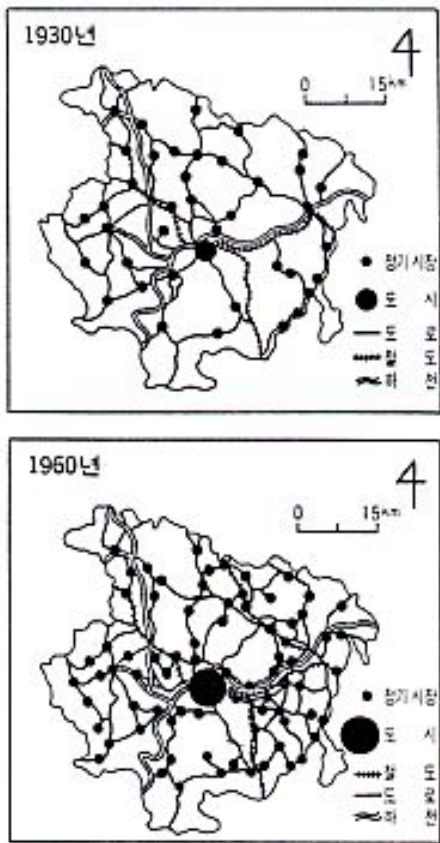 1930년
0 15km
정기시장
도 시
도 로
철 도
하 천
1960년
0 15km
정기시장
도 시
철 도
도 로
하 천